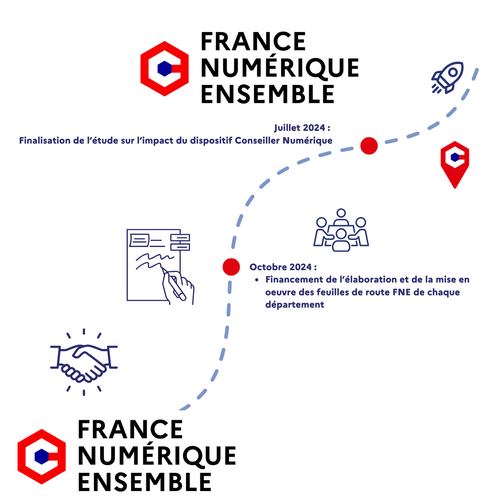 FRANCE
NUMÉRIQUE
ENSEMBLE
Juillet 2024 :
Finalisation de l’étude sur l’impact du dispositif Conseiller Numérique
Octobre 2024 :
• Financement de l’élaboration et de la mise en
oeuvre des feuilles de route FNE de chaque
département
FRANCE
NUMÉRIQUE
ENSEMBLE